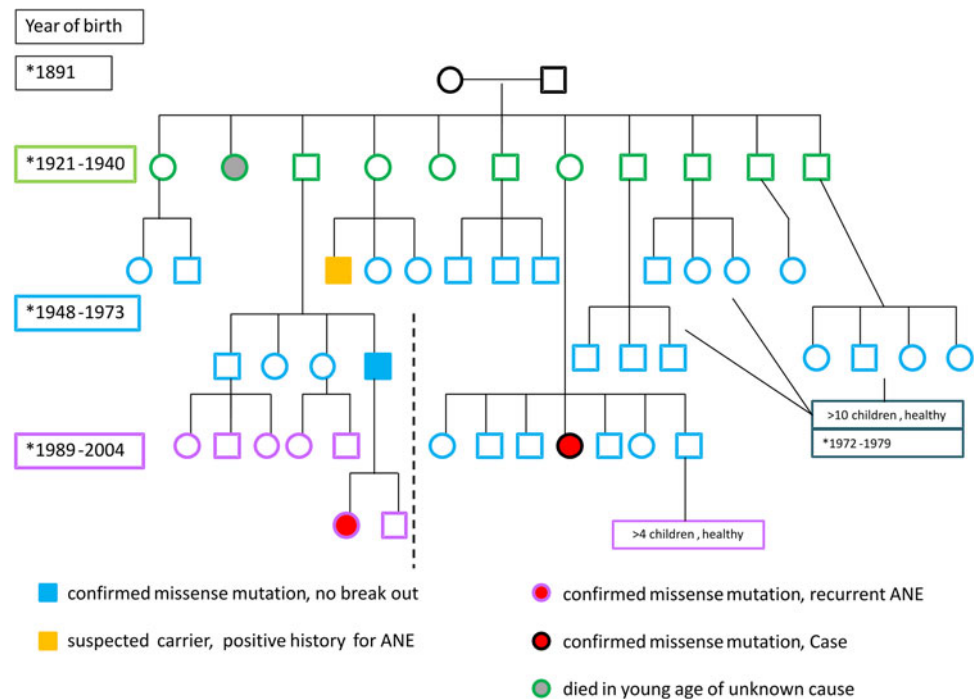 Year of birth
*1891
*1921-1940
*1948-1973
>10 children, healthy
*1972-1979
*1989-2004
>4 children, healthy
confirmed missense mutation, no break out
confirmed missense mutation, recurrent ANE
suspected carrier, positive history for ANE
confirmed missense mutation, Case
died in young age of unknown cause